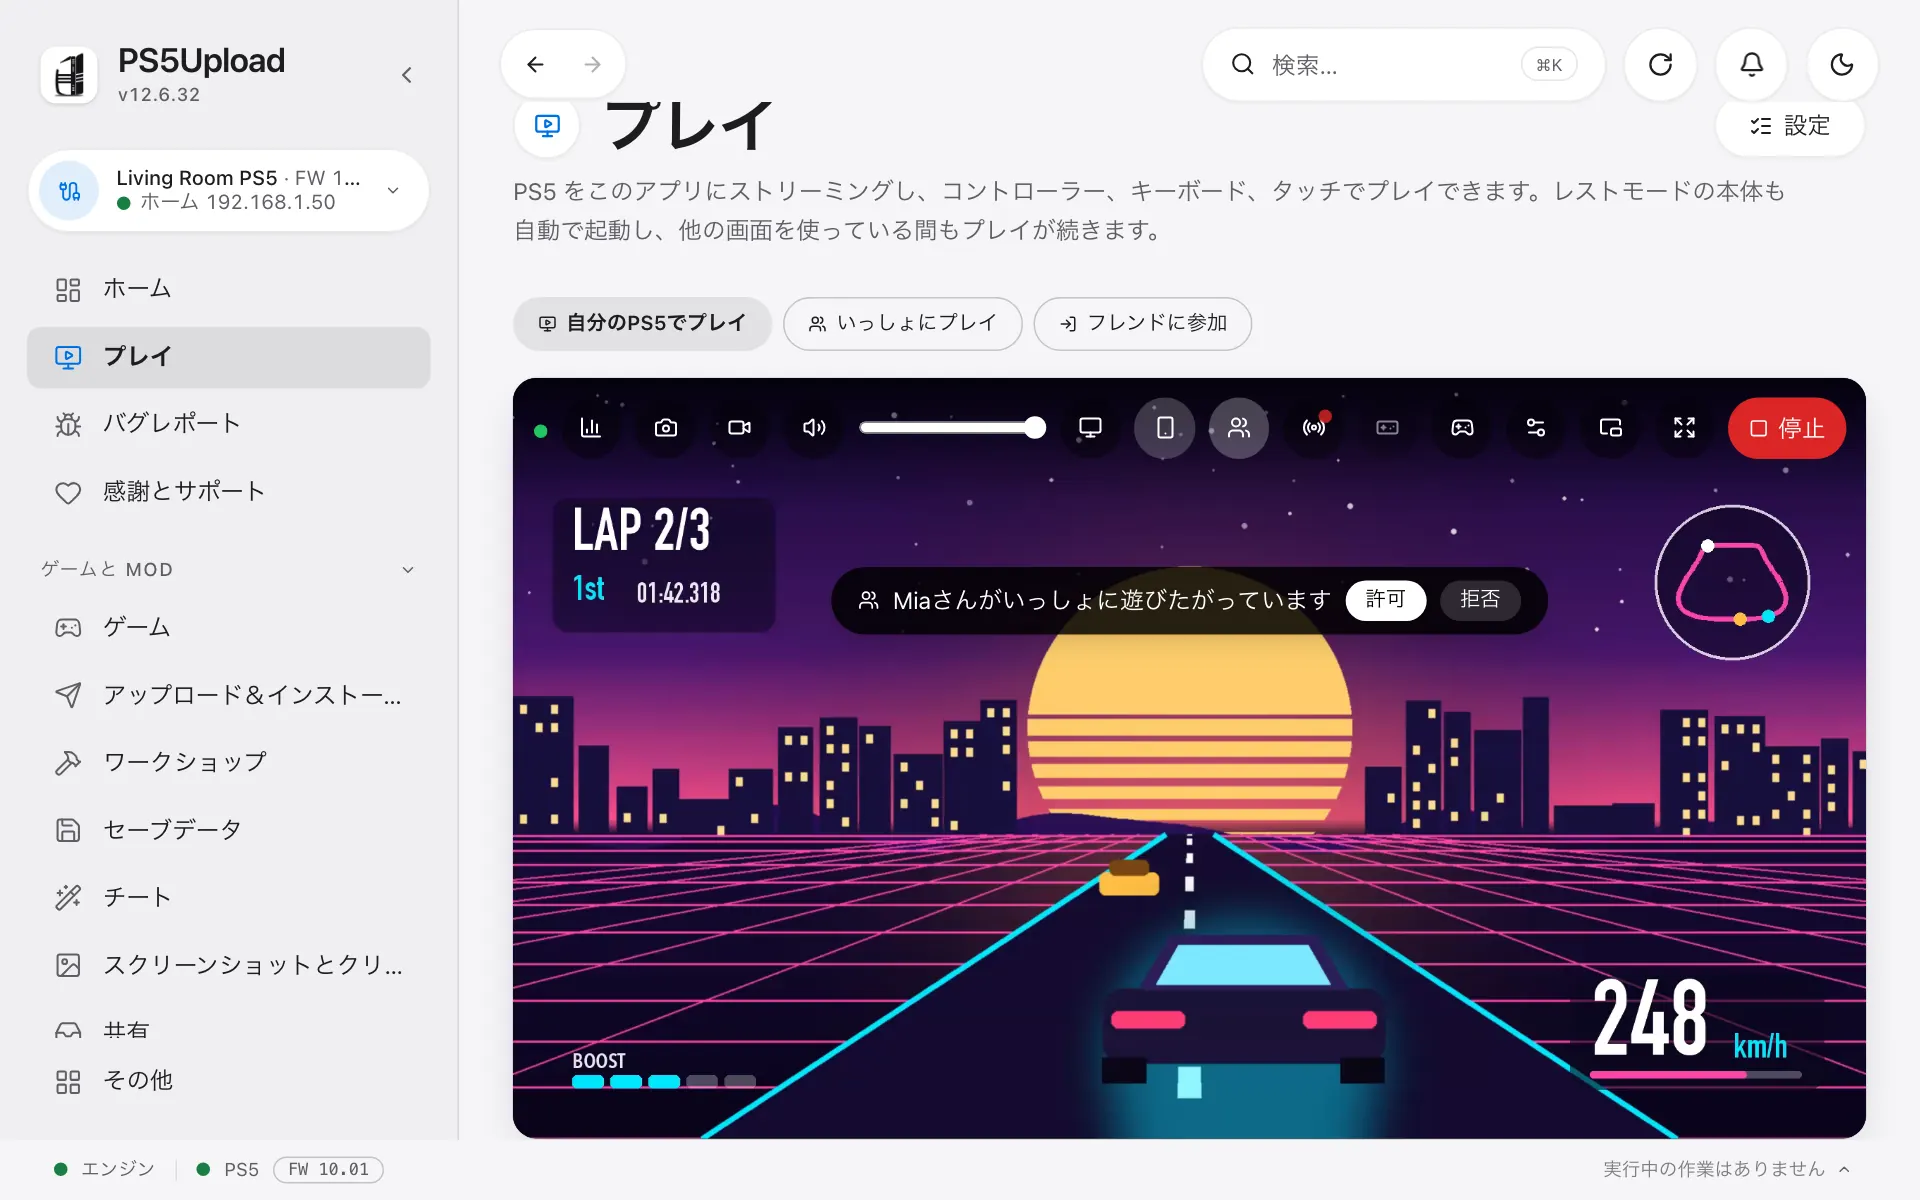 PS5Upload
v12.6.32
Living Room PS5 · FW 1...
ホーム 192.168.1.50
ホーム
プレイ
バグレポート
感謝とサポート
ゲームと MOD
ゲーム
アップロード＆インストー...
ワークショップ
セーブデータ
チート
スクリーンショットとクリ...
共有
その他
検索...
⌘K
プレイ
設定
PS5 をこのアプリにストリーミングし、コントローラー、キーボード、タッチでプレイできます。レストモードの本体も
自動で起動し、他の画面を使っている間もプレイが続きます。
自分のPS5でプレイ
いっしょにプレイ
フレンドに参加
停止
LAP 2/3
1st 01:42.318
Miaさんがいっしょに遊びたがっています
許可
拒否
BOOST
248 km/h
エンジン
PS5
FW 10.01
実行中の作業はありません